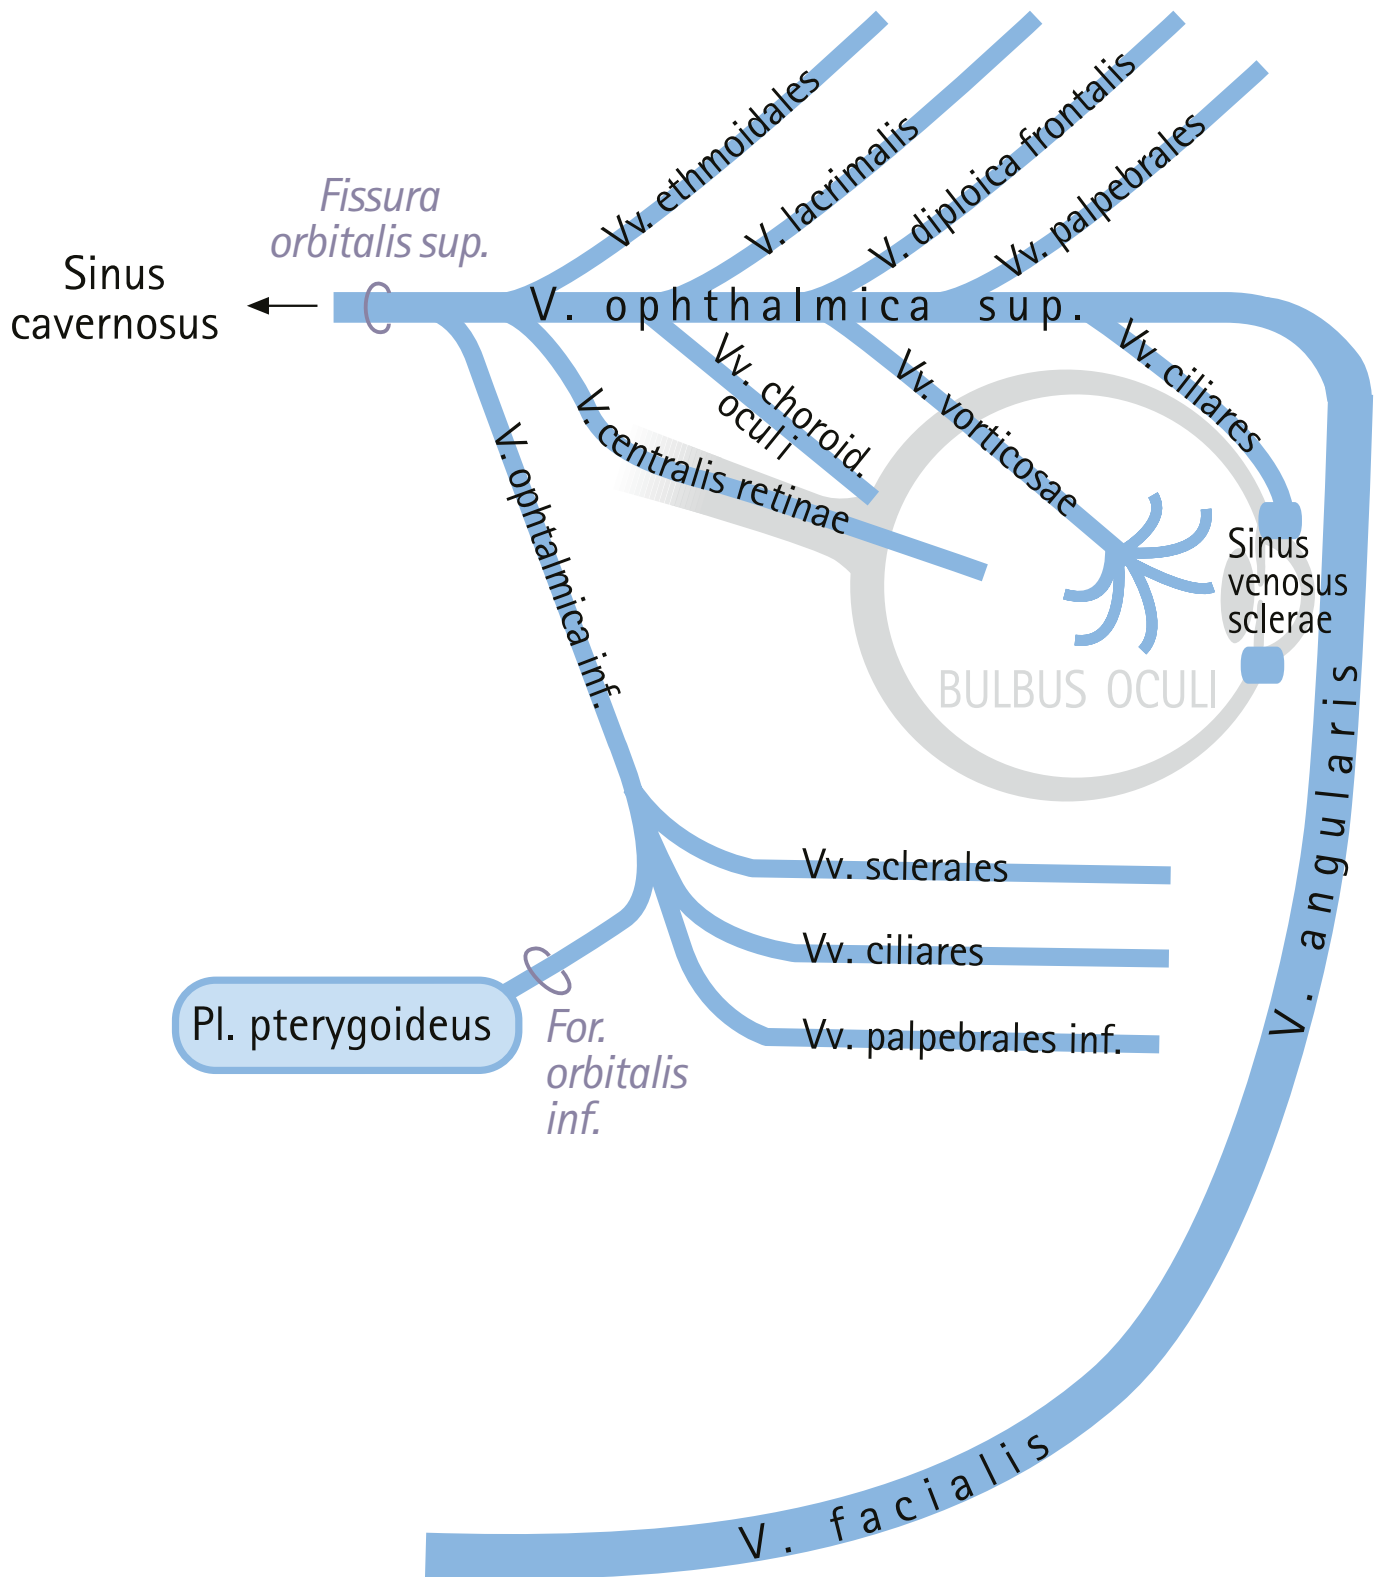 Vv. ethmoidales
V. lacrimalis
V. diploica frontalis
Vv. palpebrales
Fissura
orbitalis sup.
Sinus
cavernosus
V. ophthalmica sup.
Vv. ciliares
Vv. choroid.
oculi
Vv. vorticosae
V. centralis retinae
V. ophtalmica inf.
Sinus
venosus
sclerae
BULBUS OCULI
V. angularis
Vv. sclerales
Vv. ciliares
Vv. palpebrales inf.
Pl. pterygoideus
For.
orbitalis
inf.
V. facialis